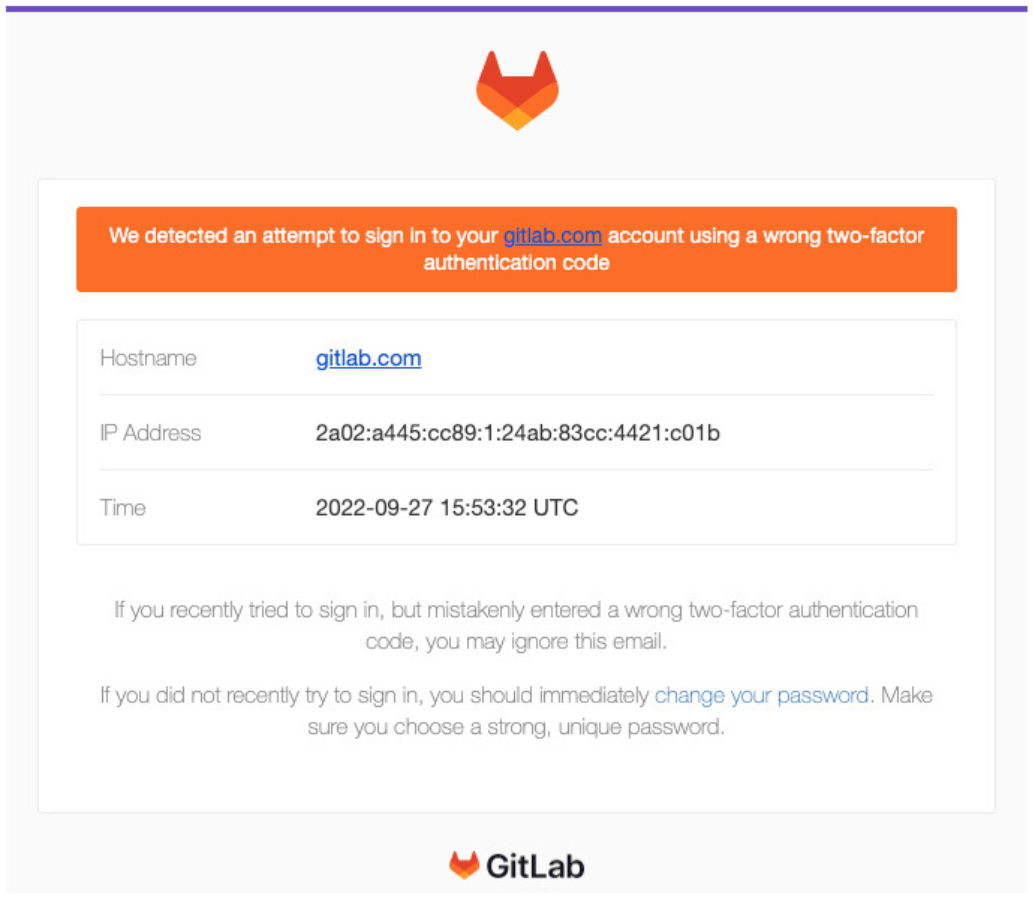 We detected an attempt to sign in to your gitlab.com account using a wrong two-factor
authentication code
Hostname gitlab.com
IP Address 2a02:a445:cc89:1:24ab:83cc:4421:c01b
Time 2022-09-27 15:53:32 UTC
If you recently tried to sign in, but mistakenly entered a wrong two-factor authentication
code, you may ignore this email.
If you did not recently try to sign in, you should immediately change your password. Make
sure you choose a strong, unique password.
GitLab